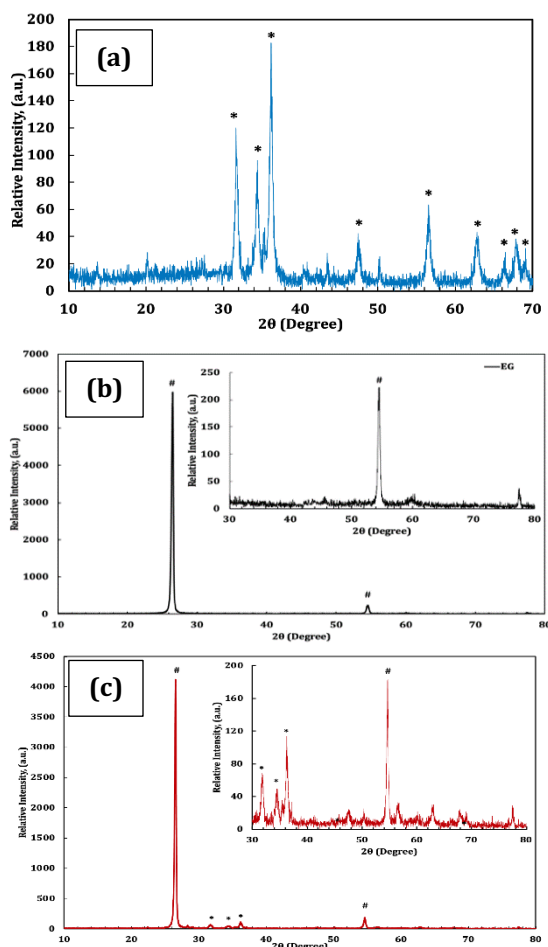 200
180
160
140
120
100
80
60
40
20
0
Relative Intensity, (a.u.)
(a)
* * * * * * * * *
10 20 30 40 50 60 70
2θ (Degree)
7000
6000
5000
4000
3000
2000
1000
0
Relative Intensity, (a.u.)
(b)
#
#
10 20 30 40 50 60 70 80
2θ (Degree)
250
200
150
100
50
0
Relative Intensity, (a.u.)
#
EG
30 40 50 60 70 80
2θ (Degree)
4500
4000
3500
3000
2500
2000
1500
1000
500
0
Relative Intensity, (a.u.)
(c)
#
* * *
#
10 20 30 40 50 60 70 80
2θ (Degree)
200
160
120
80
40
0
Relative Intensity, (a.u.)
* * *
#
30 40 50 60 70 80
2θ (Degree)